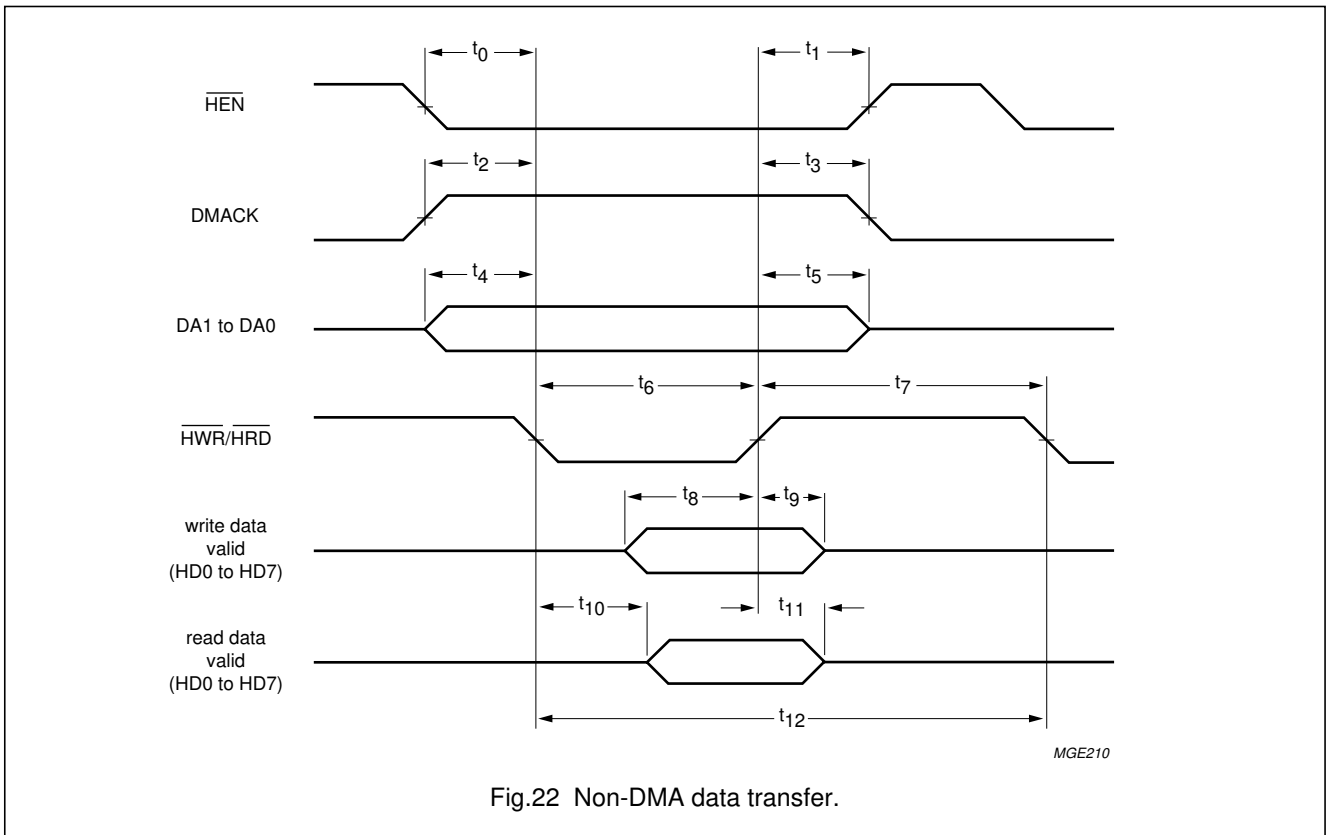 t0
t1
HEN
t2
t3
DMACK
t4
t5
DA1 to DA0
t6
t7
HWR/HRD
t8
t9
write data
valid
(HD0 to HD7)
t10
t11
read data
valid
(HD0 to HD7)
t12
MGE210
Fig.22 Non-DMA data transfer.